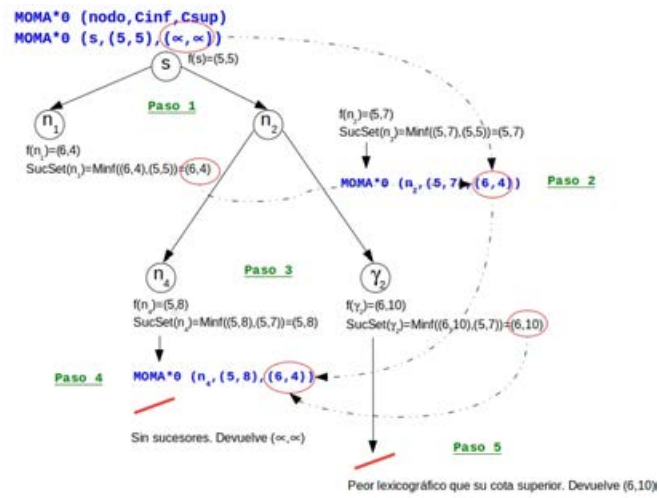 MOMA*0 (nodo,Cinf,Csup)
MOMA*0 (s,(5,5),(∞,∞))
s
f(s)=(5,5)
Paso 1
n₁
n₂
f(n₁)=(6,4)
SucSet(n₁)=Minf((6,4),(5,5))=(6,4)
f(n₂)=(5,7)
SucSet(n₂)=Minf((5,7),(5,5))=(5,7)
MOMA*0 (n₂,(5,7),(6,4))
Paso 2
Paso 3
n₄
γ₂
f(n₄)=(5,8)
SucSet(n₄)=Minf((5,8),(5,7))=(5,8)
f(γ₂)=(6,10)
SucSet(γ₂)=Minf((6,10),(5,7))=(6,10)
Paso 4
MOMA*0 (n₄,(5,8),(6,4))
Sin sucesores. Devuelve (∞,∞)
Paso 5
Peor lexicográfico que su cota superior. Devuelve (6,10)